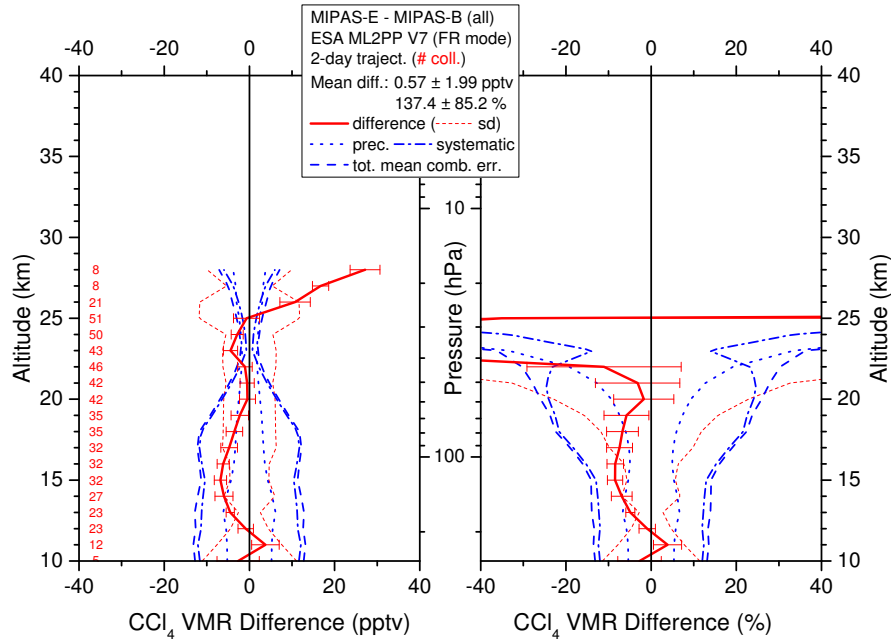 -40 -20 0 20 40
-40 -20 0 20 40
MIPAS-E - MIPAS-B (all)
ESA ML2PP V7 (FR mode)
2-day traject. (# coll.)
Mean diff.: 0.57 ± 1.99 pptv
137.4 ± 85.2 %
difference ( sd)
prec. systematic
tot. mean comb. err.
40
35
30
25
20
15
10
Altitude (km)
8
8
21
51
50
43
46
42
42
35
35
32
32
32
27
23
23
12
5
10
100
Pressure (hPa)
40
35
30
25
20
15
10
Altitude (km)
-40 -20 0 20 40
-40 -20 0 20 40
CCl₄ VMR Difference (pptv)
CCl₄ VMR Difference (%)